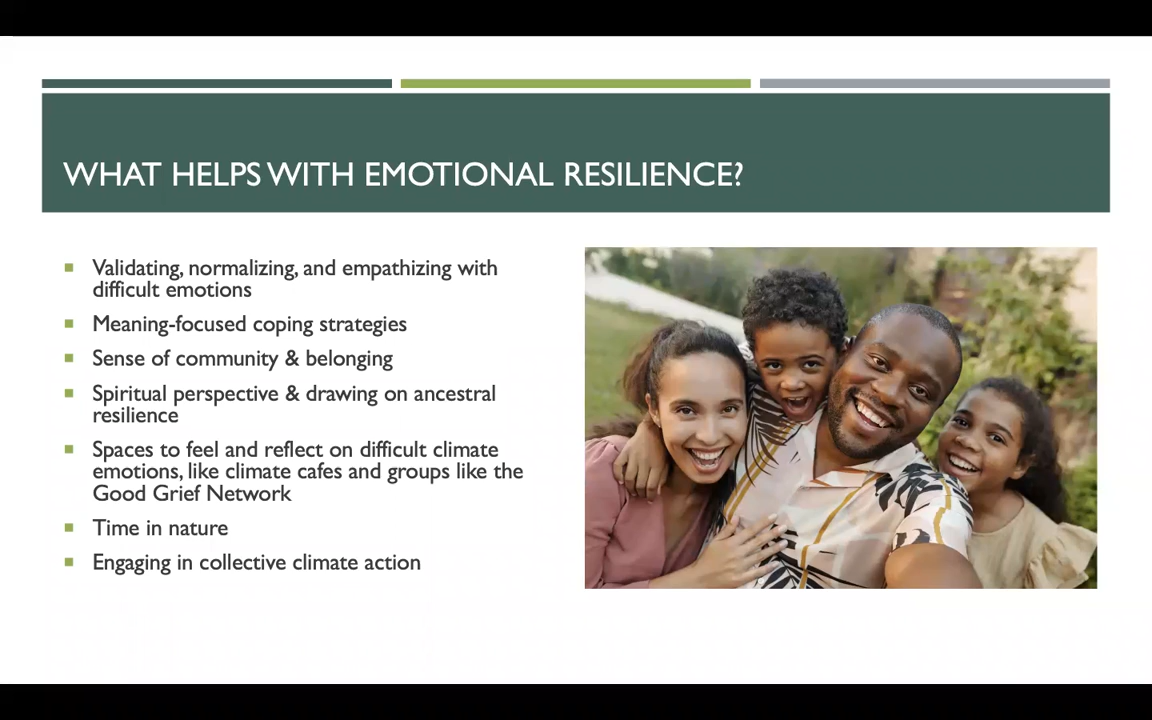 WHAT HELPS WITH EMOTIONAL RESILIENCE?
Validating, normalizing, and empathizing with
difficult emotions
Meaning-focused coping strategies
Sense of community & belonging
Spiritual perspective & drawing on ancestral
resilience
Spaces to feel and reflect on difficult climate
emotions, like climate cafes and groups like the
Good Grief Network
Time in nature
Engaging in collective climate action